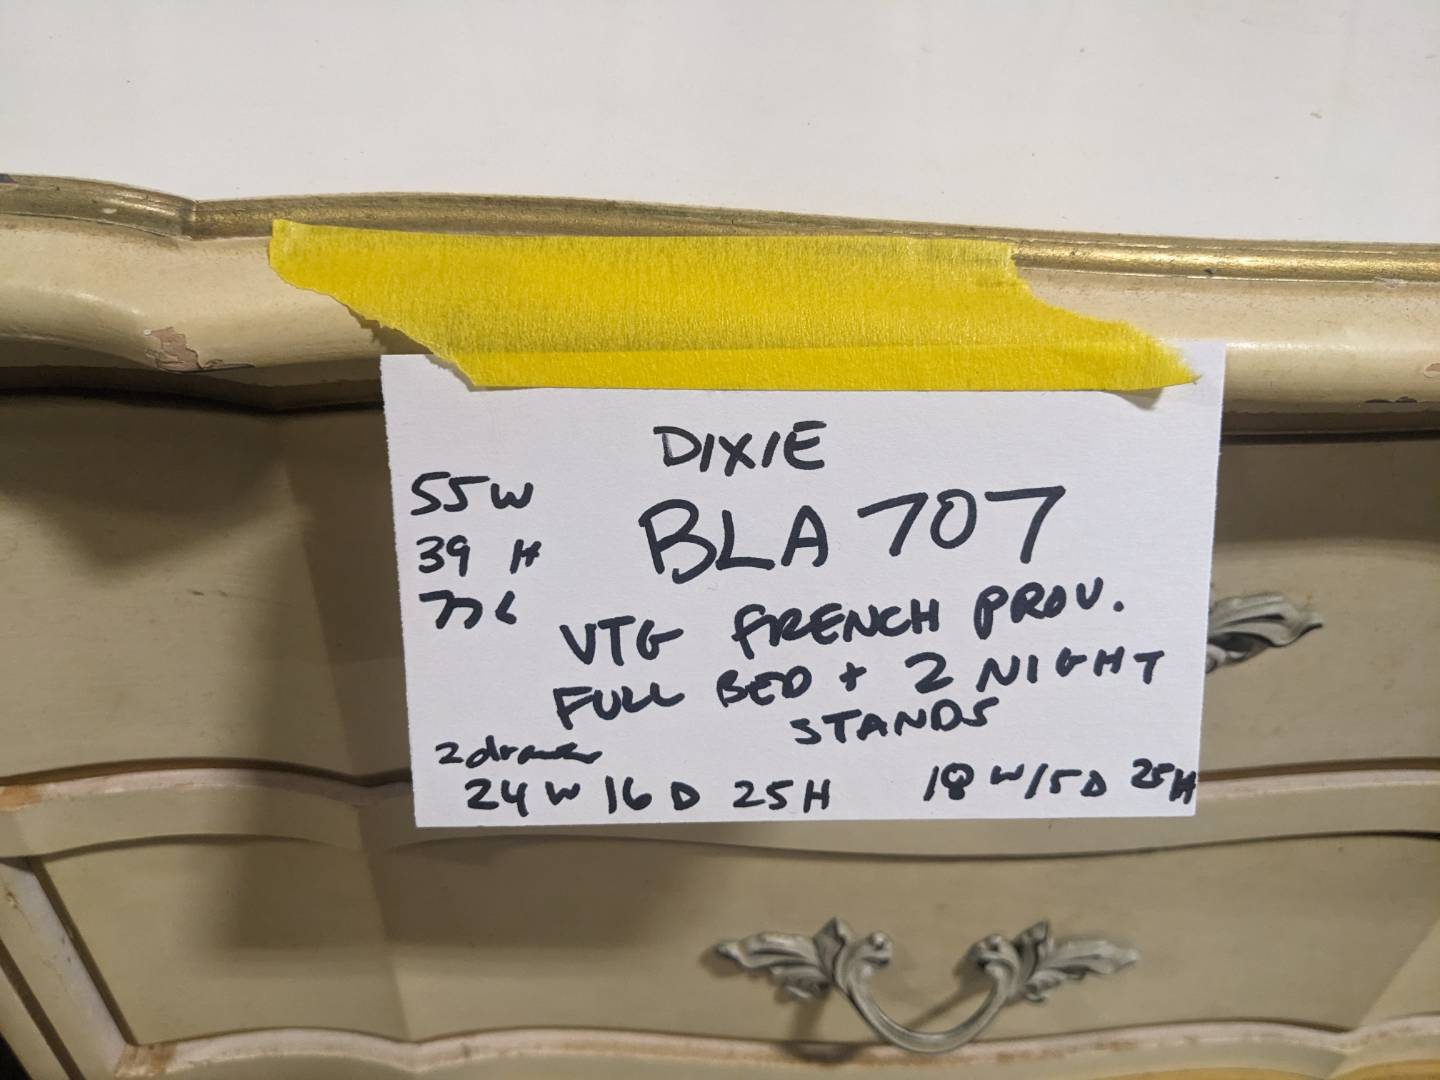 DIXIE
55 W
39 H
77 L
BLA 707
VTG FRENCH PROV.
FULL BED + 2 NIGHT
STANDS
2 drawer
24 W 16 D 25 H
18 W 15 D 25 H